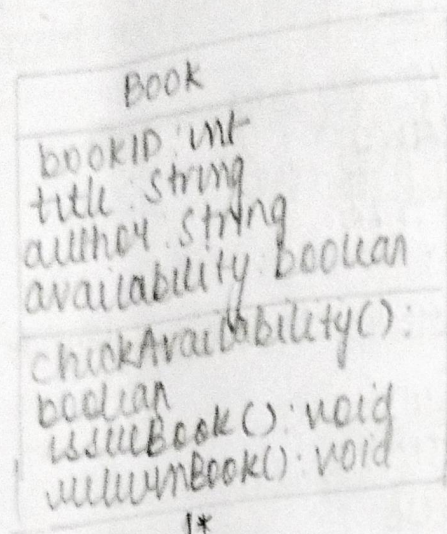 Book
bookID : int
title : String
author : String
availability : boolean
checkAvailability() :
boolean
issueBook() : void
returnBook() : void
1*